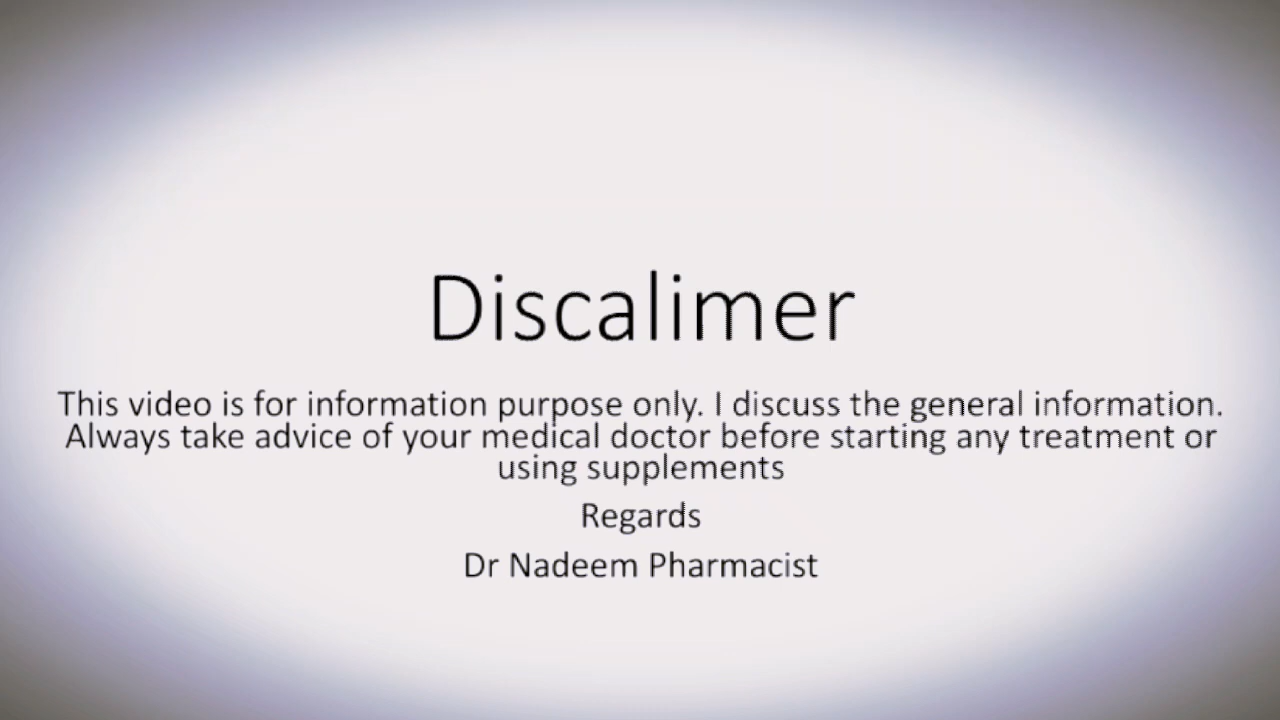 Discalimer
This video is for information purpose only. I discuss the general information.
Always take advice of your medical doctor before starting any treatment or
using supplements
Regards
Dr Nadeem Pharmacist